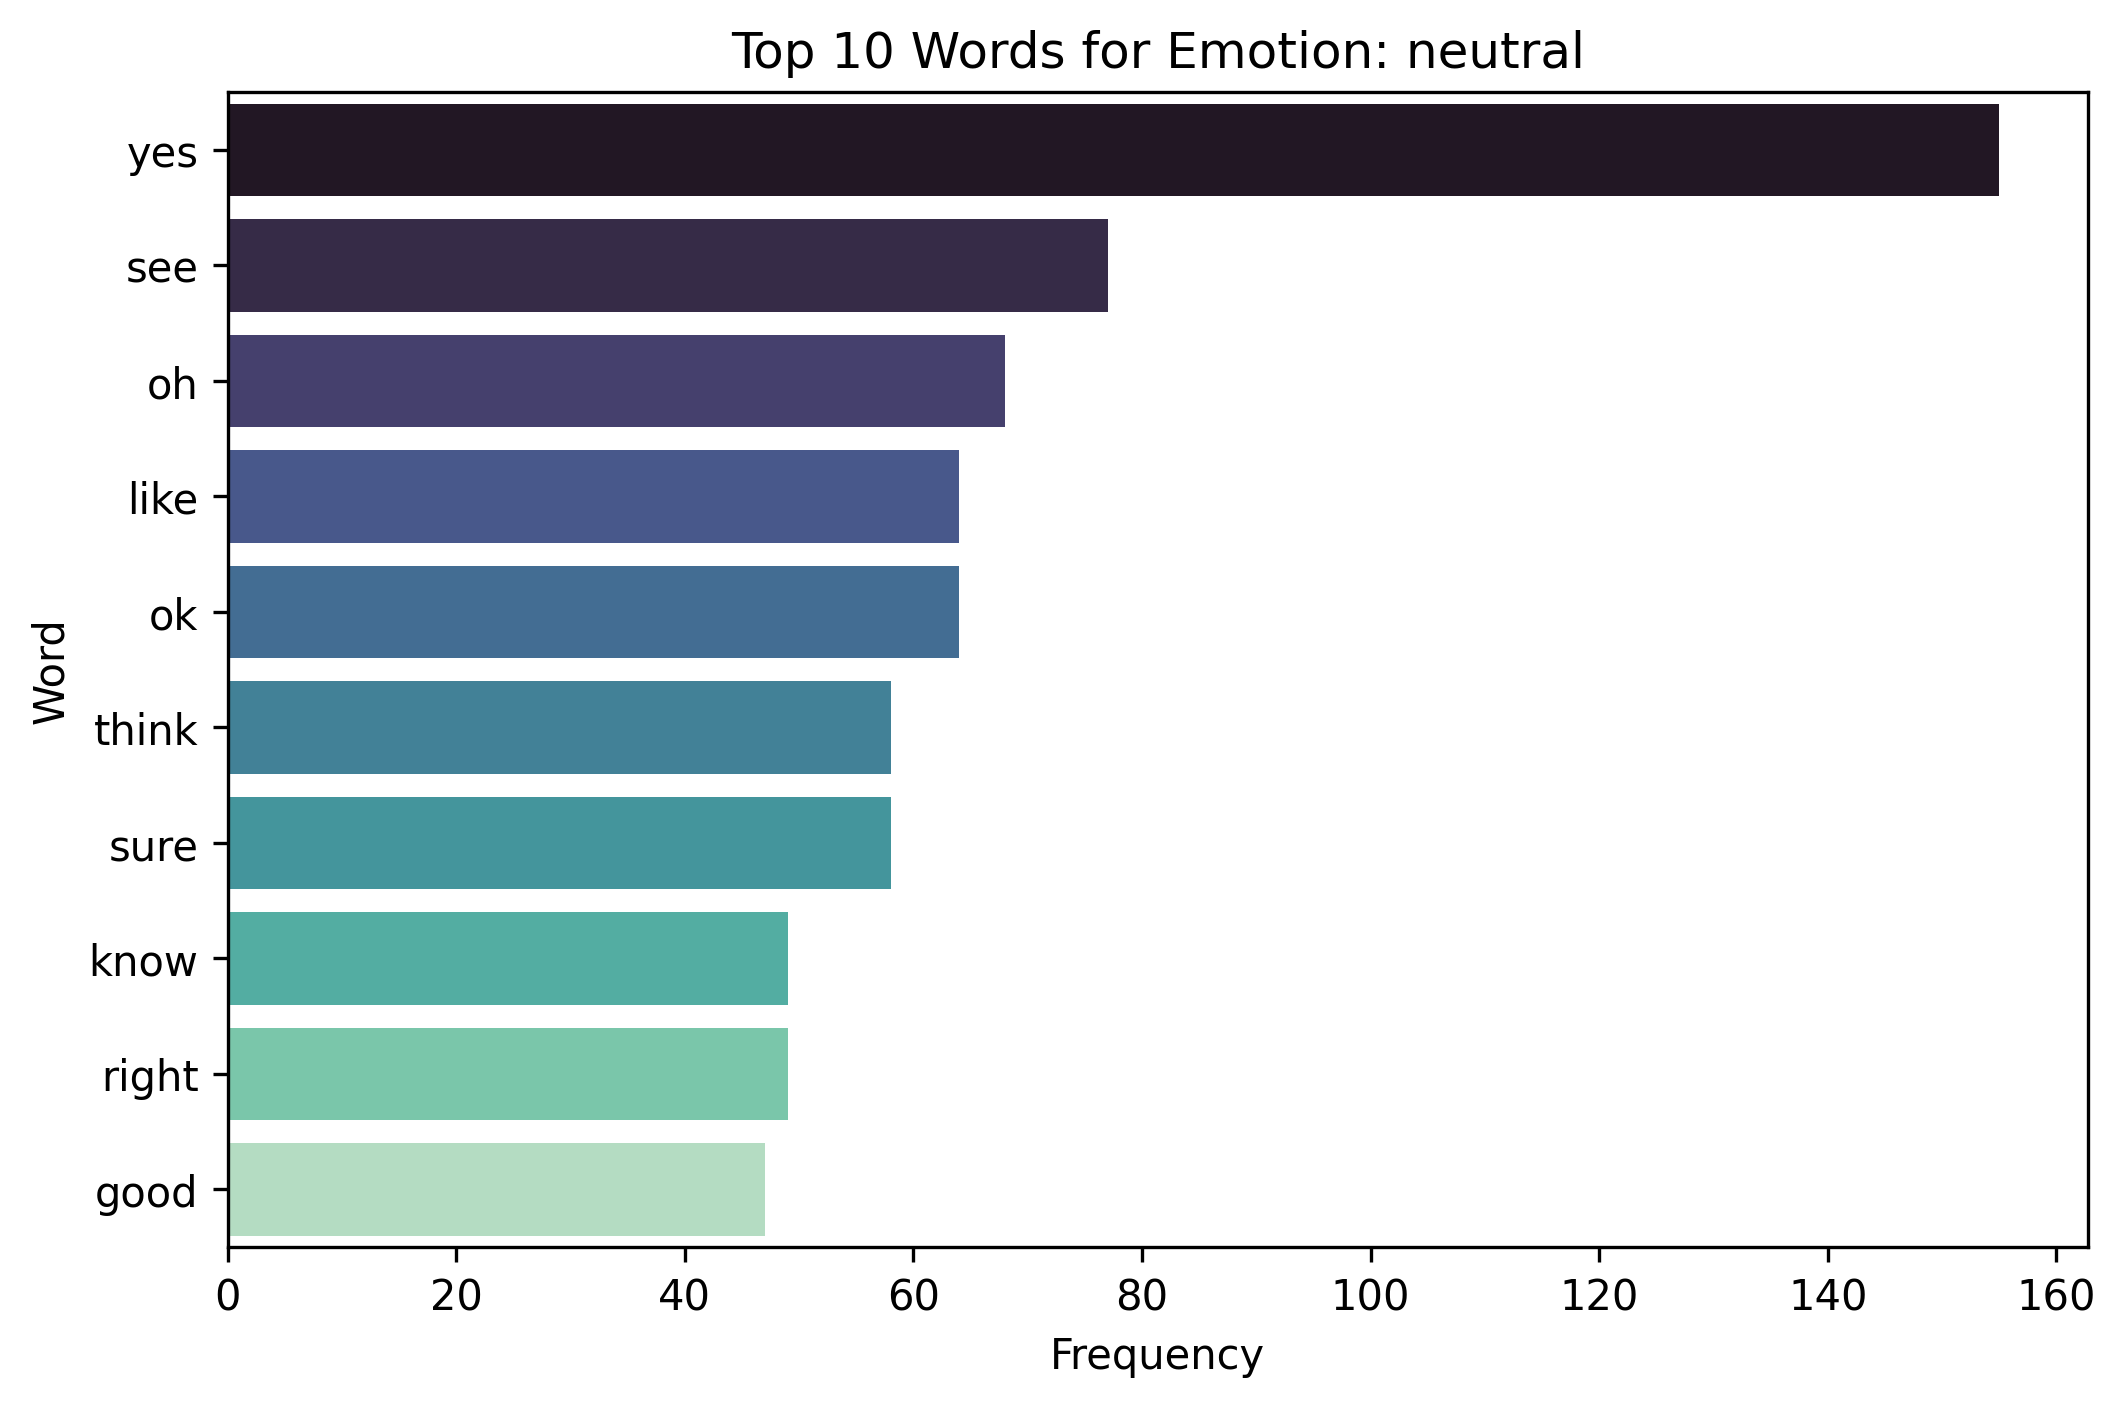 Top 10 Words for Emotion: neutral
yes
see
oh
like
ok
think
sure
know
right
good
Word
0 20 40 60 80 100 120 140 160
Frequency